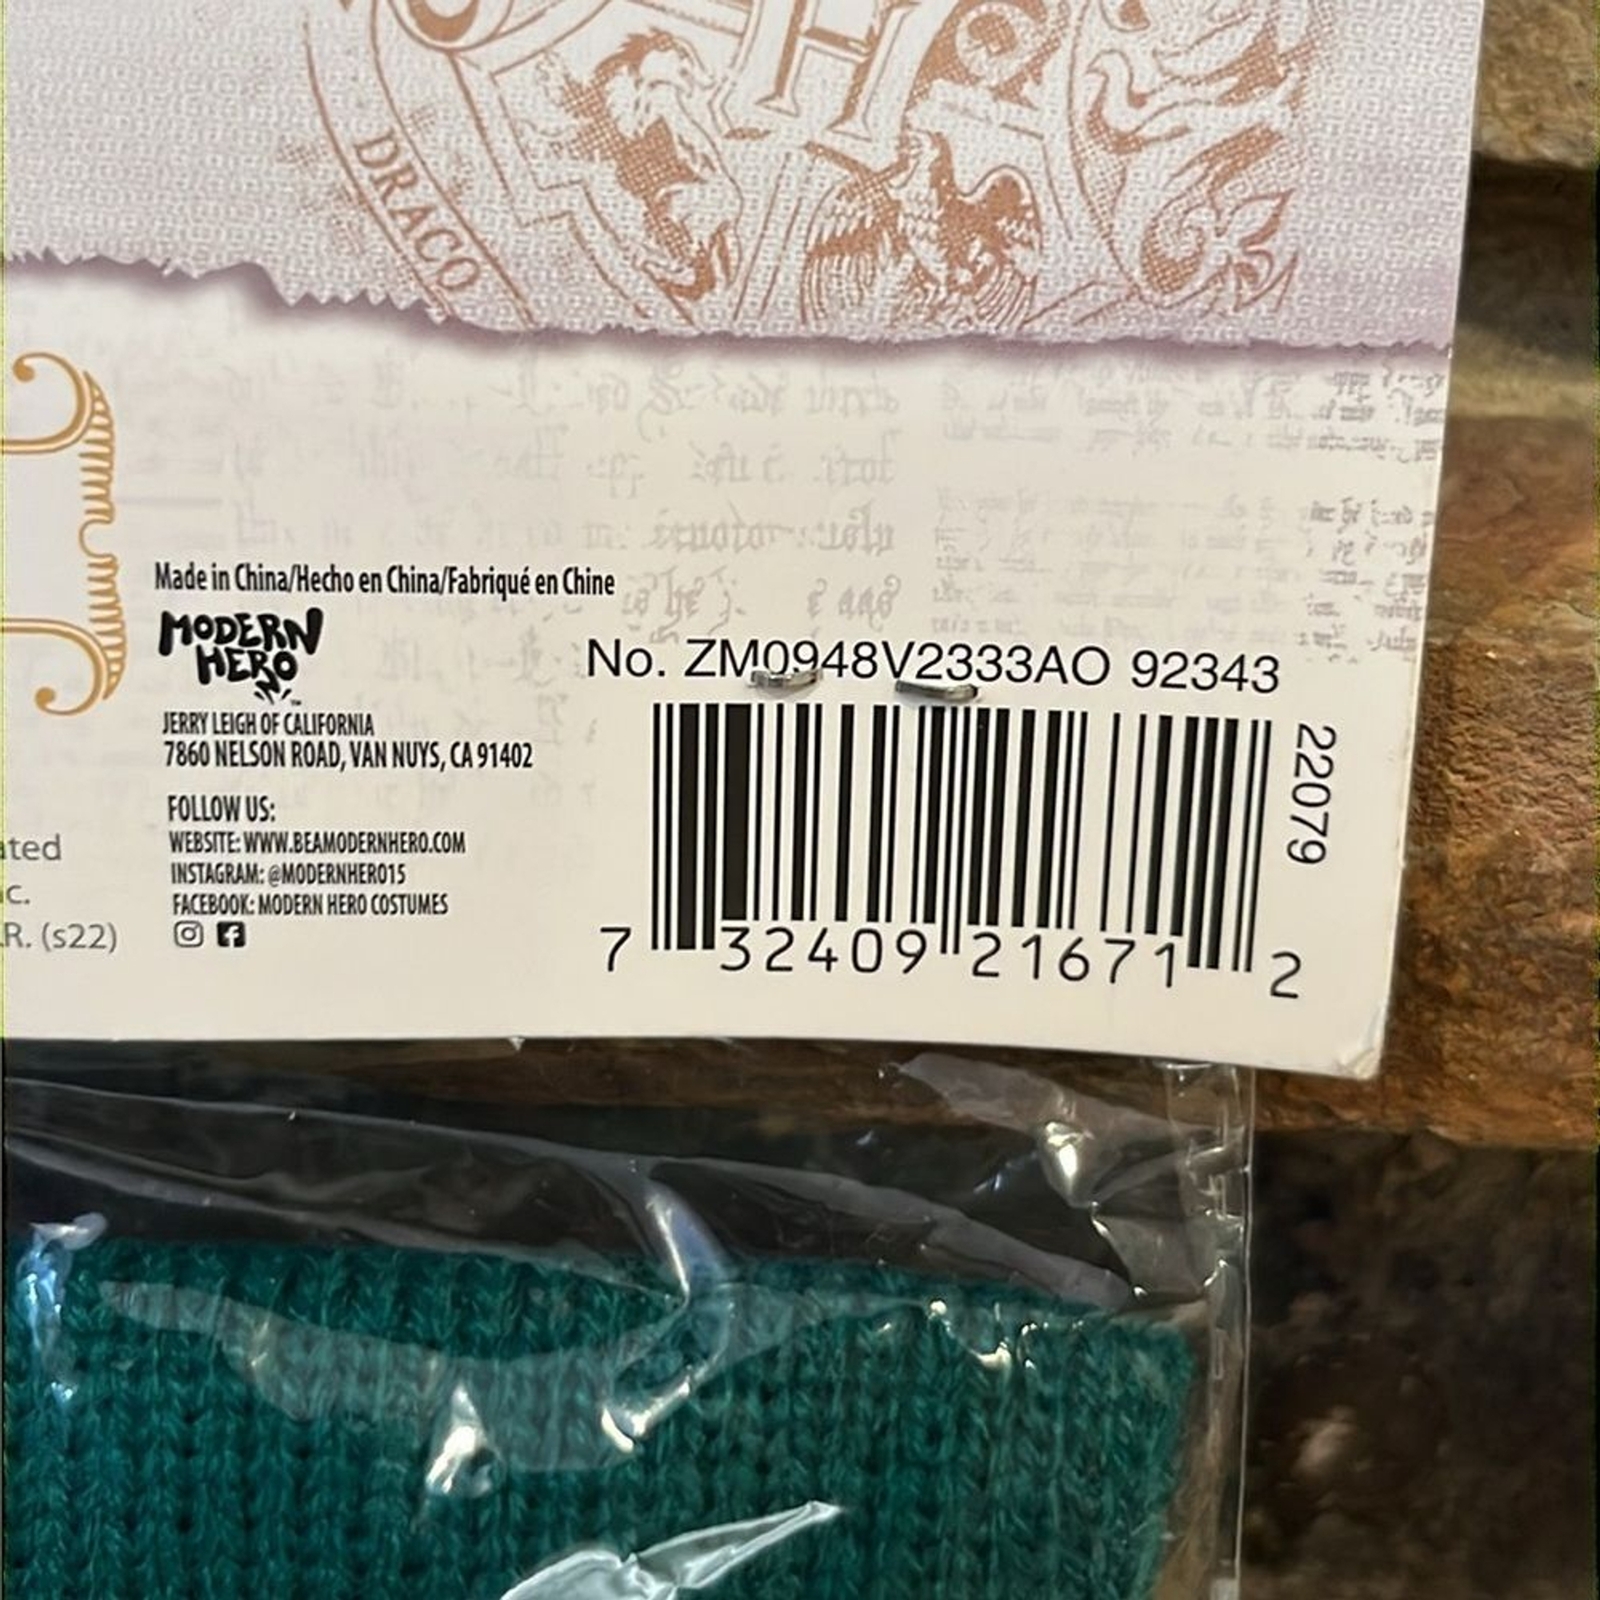 DRACO
H
Made in China/Hecho en China/Fabriqué en Chine
MODERN
HERO
™
JERRY LEIGH OF CALIFORNIA
7860 NELSON ROAD, VAN NUYS, CA 91402
FOLLOW US:
WEBSITE: WWW.BEAMODERNHERO.COM
INSTAGRAM: @MODERNHERO15
FACEBOOK: MODERN HERO COSTUMES
ated
c.
.R. (s22)
No. ZM0948V2333AO 92343
22079
7 32409 21671 2